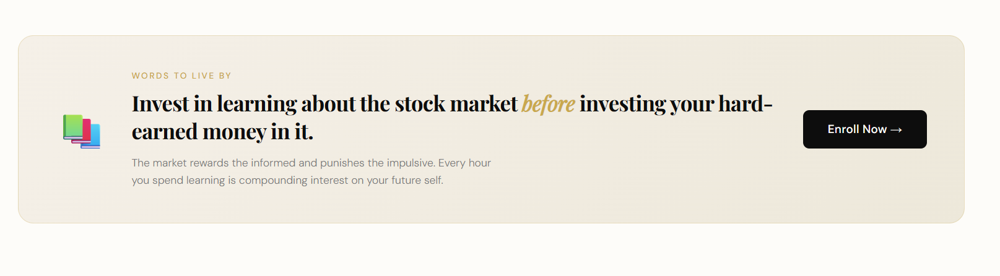 WORDS TO LIVE BY
Invest in learning about the stock market before investing your hard-
earned money in it.
The market rewards the informed and punishes the impulsive. Every hour
you spend learning is compounding interest on your future self.
Enroll Now →